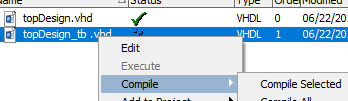 Name Status Type Order Modified
topDesign.vhd VHDL 0 06/22/20
topDesign_tb .vhd VHDL 1 06/22/20
Edit
Execute
Compile Compile Selected
Add to Project Compile All